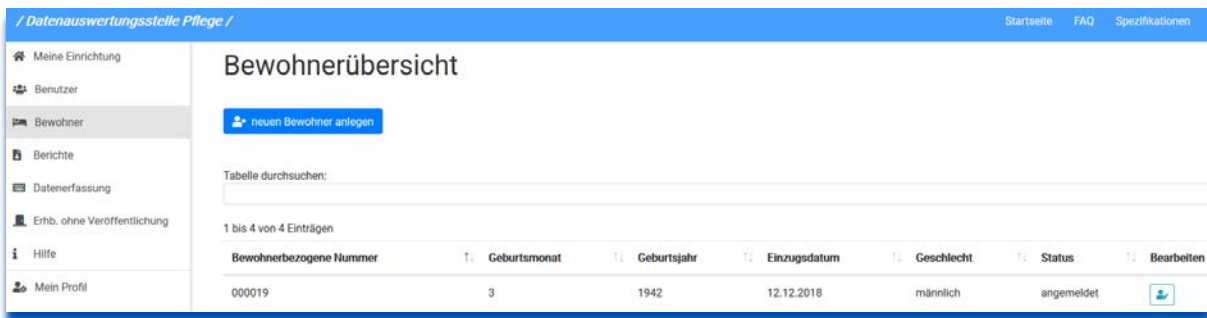 / Datenauswertungsstelle Pflege /
Startseite FAQ Spezifikationen
Meine Einrichtung
Benutzer
Bewohner
Berichte
Datenerfassung
Erhb. ohne Veröffentlichung
Hilfe
Mein Profil
Bewohnerübersicht
neuen Bewohner anlegen
Tabelle durchsuchen:
1 bis 4 von 4 Einträgen
Bewohnerbezogene Nummer Geburtsmonat Geburtsjahr Einzugsdatum Geschlecht Status Bearbeiten
000019 3 1942 12.12.2018 männlich angemeldet